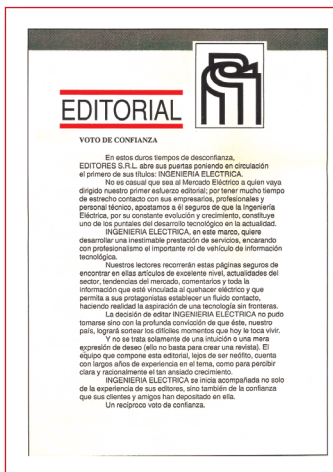 EDITORIAL
VOTO DE CONFIANZA
En estos duros tiempos de desconfianza,
EDITORES S.R.L. abre sus puertas poniendo en circulación
el primero de sus títulos: INGENIERIA ELECTRICA.
No es casual que sea al Mercado Eléctrico a quien vaya
dirigido nuestro primer esfuerzo editorial; por tener mucho tiempo
de estrecho contacto con sus empresarios, profesionales y
personal técnico, apostamos a él seguros de que la Ingeniería
Eléctrica, por su constante evolución y crecimiento, constituye
uno de los puntales del desarrollo tecnológico en la actualidad.
INGENIERIA ELECTRICA, en este marco, quiere
desarrollar una inestimable prestación de servicios, encarando
con profesionalismo el importante rol de vehículo de información
tecnológica.
Nuestros lectores recorrerán estas páginas seguros de
encontrar en ellas artículos de excelente nivel, actualidades del
sector, tendencias del mercado, comentarios y toda la
información que esté vinculada al quehacer eléctrico y que
permita a sus protagonistas establecer un fluido contacto,
haciendo realidad la aspiración de una tecnología sin fronteras.
La decisión de editar INGENIERIA ELECTRICA no pudo
tomarse sino con la profunda convicción de que éste, nuestro
país, logrará sortear los difíciles momentos que hoy le toca vivir.
Y no se trata solamente de una intuición o una mera
expresión de deseo (ello no basta para crear una revista). El
equipo que compone esta editorial, lejos de ser neófito, cuenta
con largos años de experiencia en el tema, como para percibir
clara y racionalmente el tan ansiado crecimiento.
INGENIERIA ELECTRICA se inicia acompañada no solo
de la experiencia de sus editores, sino también de la confianza
que sus clientes y amigos han depositado en ella.
Un recíproco voto de confianza.